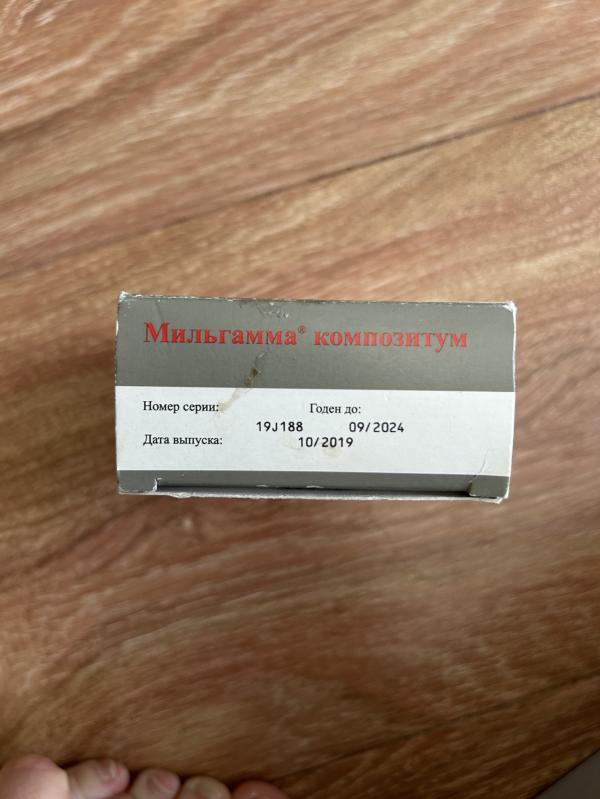 Мильгамма® композитум
Номер серии: Годен до:
19J188 09/2024
Дата выпуска: 10/2019